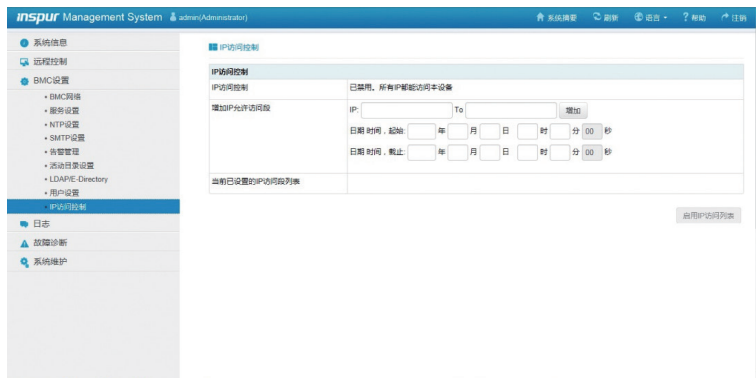 inspur Management System admin(Administrator) 系统摘要 刷新 语言 ? 帮助 注销
系统信息
远程控制
BMC设置
BMC网络
服务设置
NTP设置
SMTP设置
告警管理
活动目录设置
LDAP/E-Directory
用户设置
IP访问控制
日志
故障诊断
系统维护
IP访问控制
IP访问控制
IP访问控制 已禁用。所有IP都能访问本设备
增加IP允许访问段 IP: To 增加
日期 时间，起始: 年 月 日 时 分 00 秒
日期 时间，截止: 年 月 日 时 分 00 秒
当前已设置的IP访问段列表
启用IP访问列表